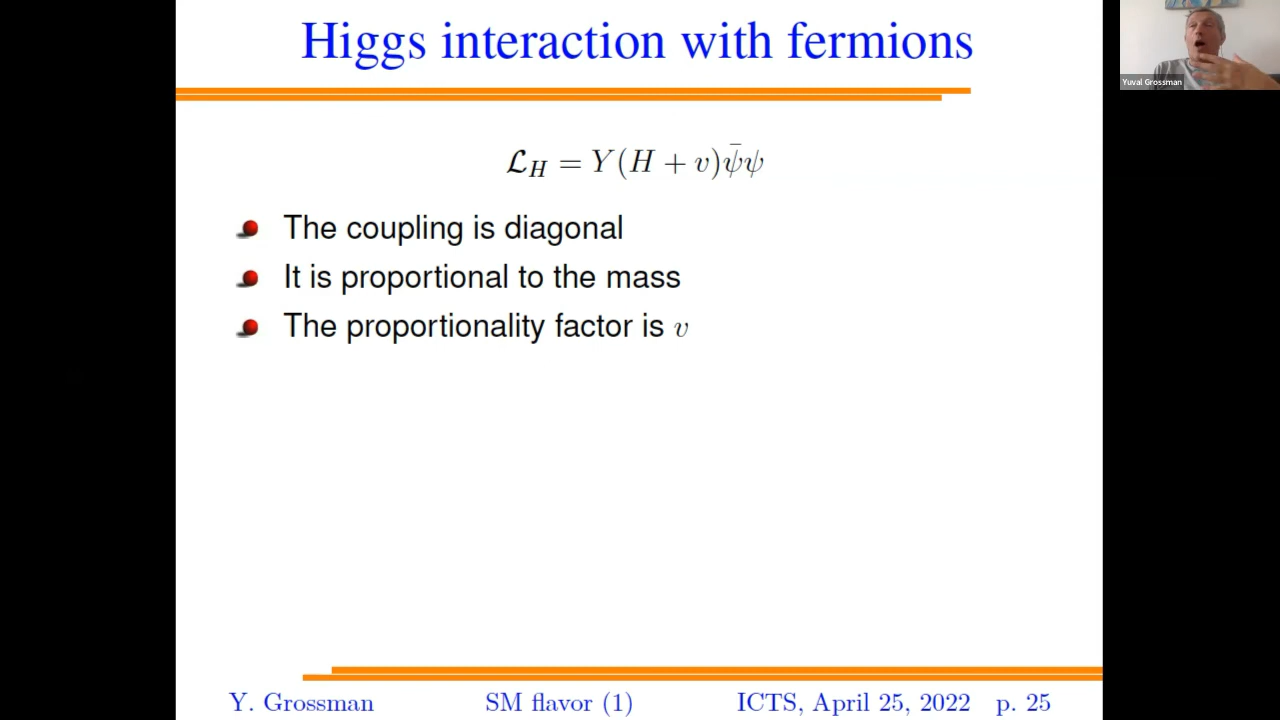 Higgs interaction with fermions
Yuval Grossman
ℒ_H = Y(H + v)ψ̄ψ
The coupling is diagonal
It is proportional to the mass
The proportionality factor is v
Y. Grossman SM flavor (1) ICTS, April 25, 2022 p. 25